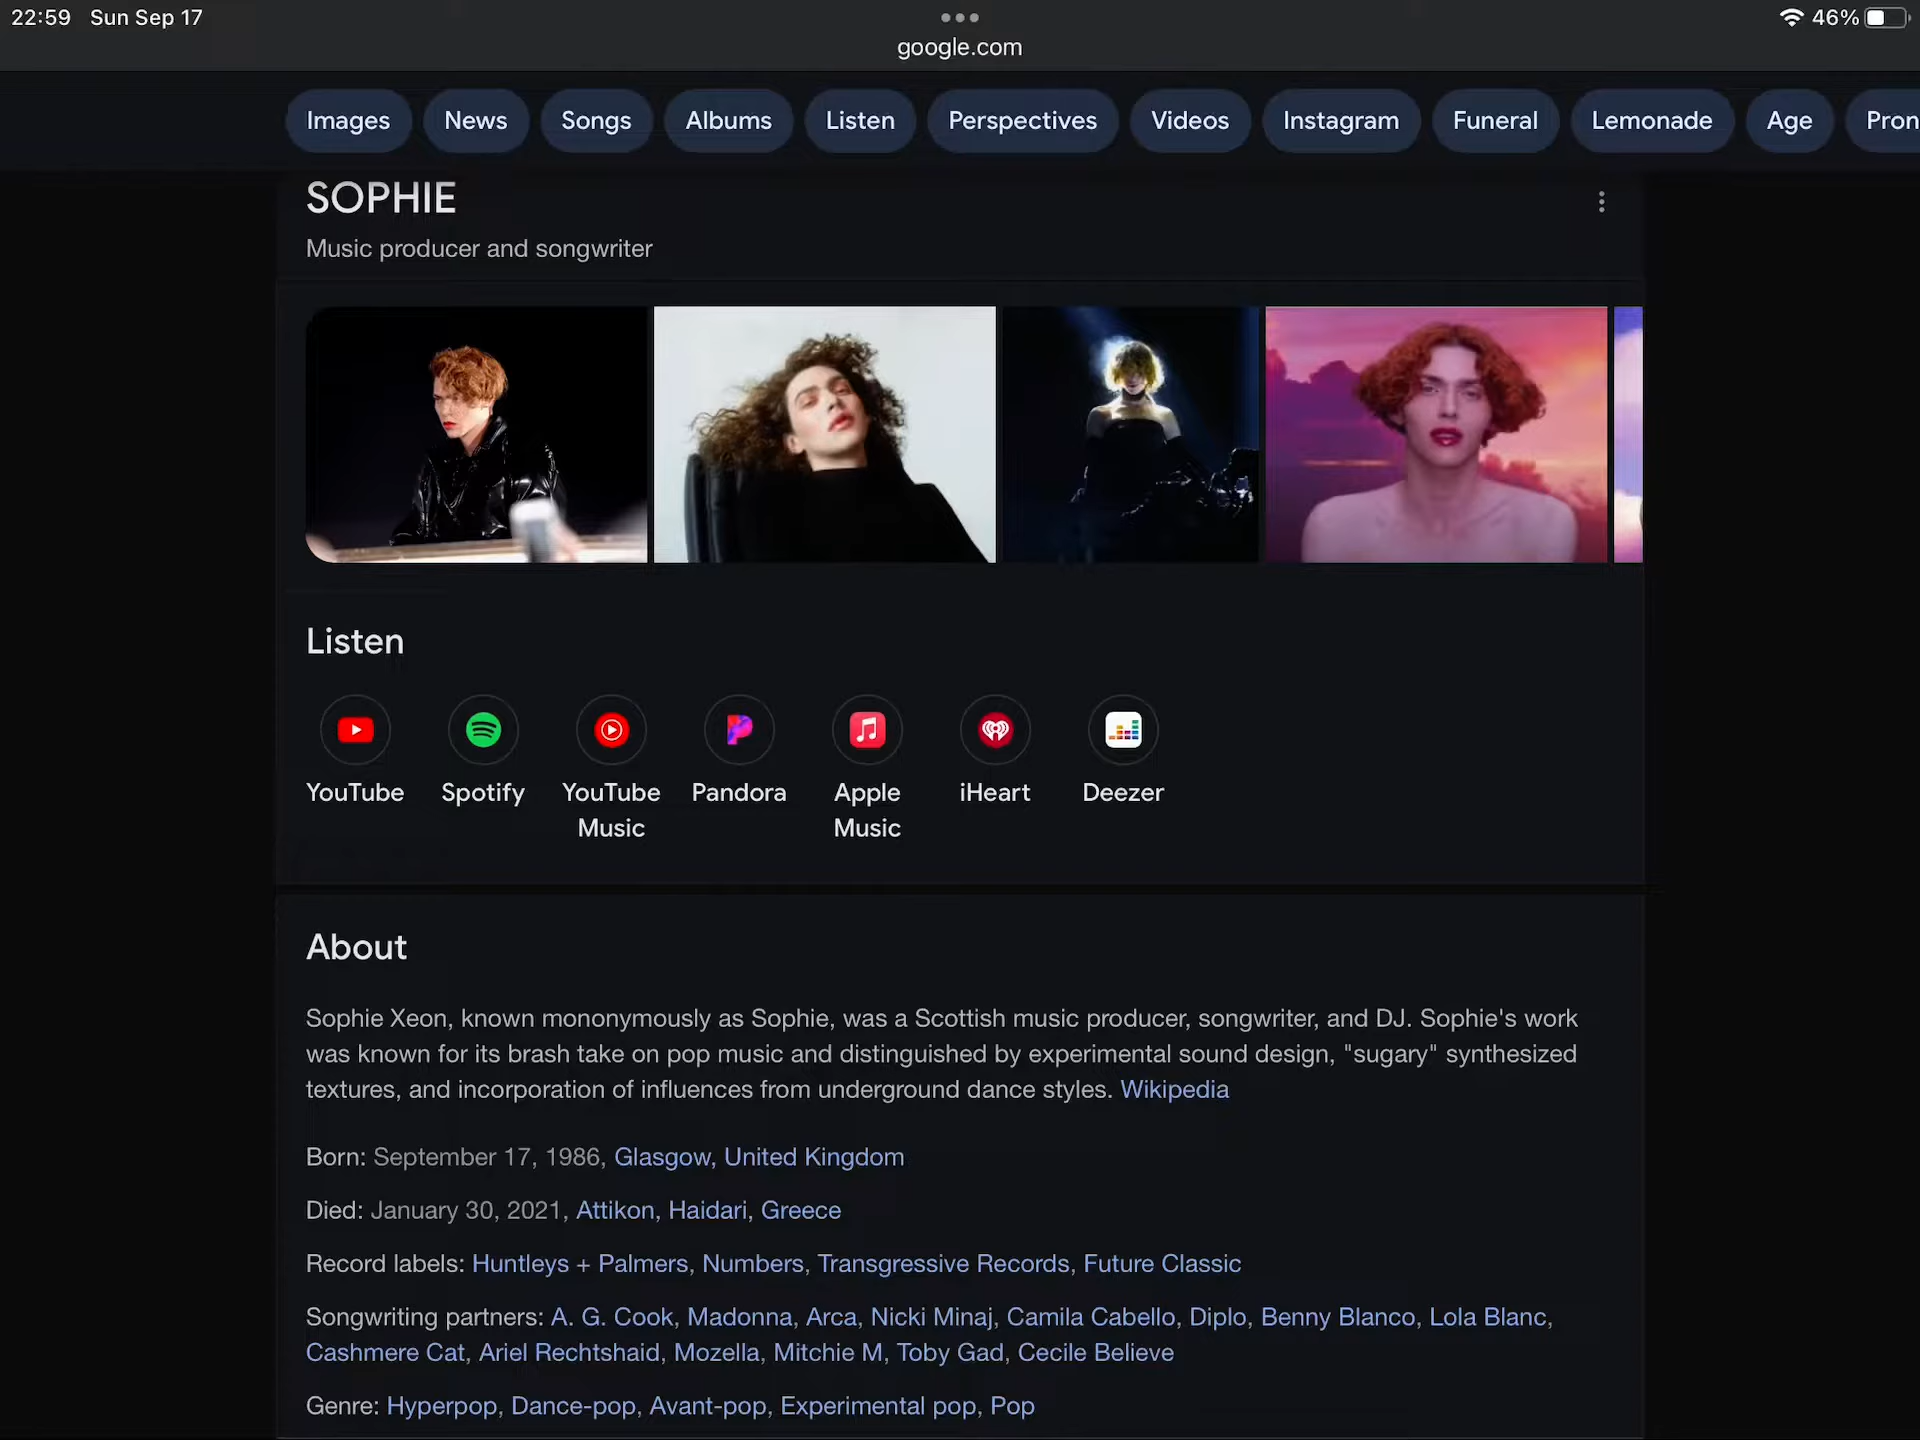 22:59 Sun Sep 17
46%
google.com
Images News Songs Albums Listen Perspectives Videos Instagram Funeral Lemonade Age Pron
SOPHIE
Music producer and songwriter
Listen
YouTube Spotify YouTube Music Pandora Apple Music iHeart Deezer
About
Sophie Xeon, known mononymously as Sophie, was a Scottish music producer, songwriter, and DJ. Sophie's work
was known for its brash take on pop music and distinguished by experimental sound design, "sugary" synthesized
textures, and incorporation of influences from underground dance styles. Wikipedia
Born: September 17, 1986, Glasgow, United Kingdom
Died: January 30, 2021, Attikon, Haidari, Greece
Record labels: Huntleys + Palmers, Numbers, Transgressive Records, Future Classic
Songwriting partners: A. G. Cook, Madonna, Arca, Nicki Minaj, Camila Cabello, Diplo, Benny Blanco, Lola Blanc,
Cashmere Cat, Ariel Rechtshaid, Mozella, Mitchie M, Toby Gad, Cecile Believe
Genre: Hyperpop, Dance-pop, Avant-pop, Experimental pop, Pop